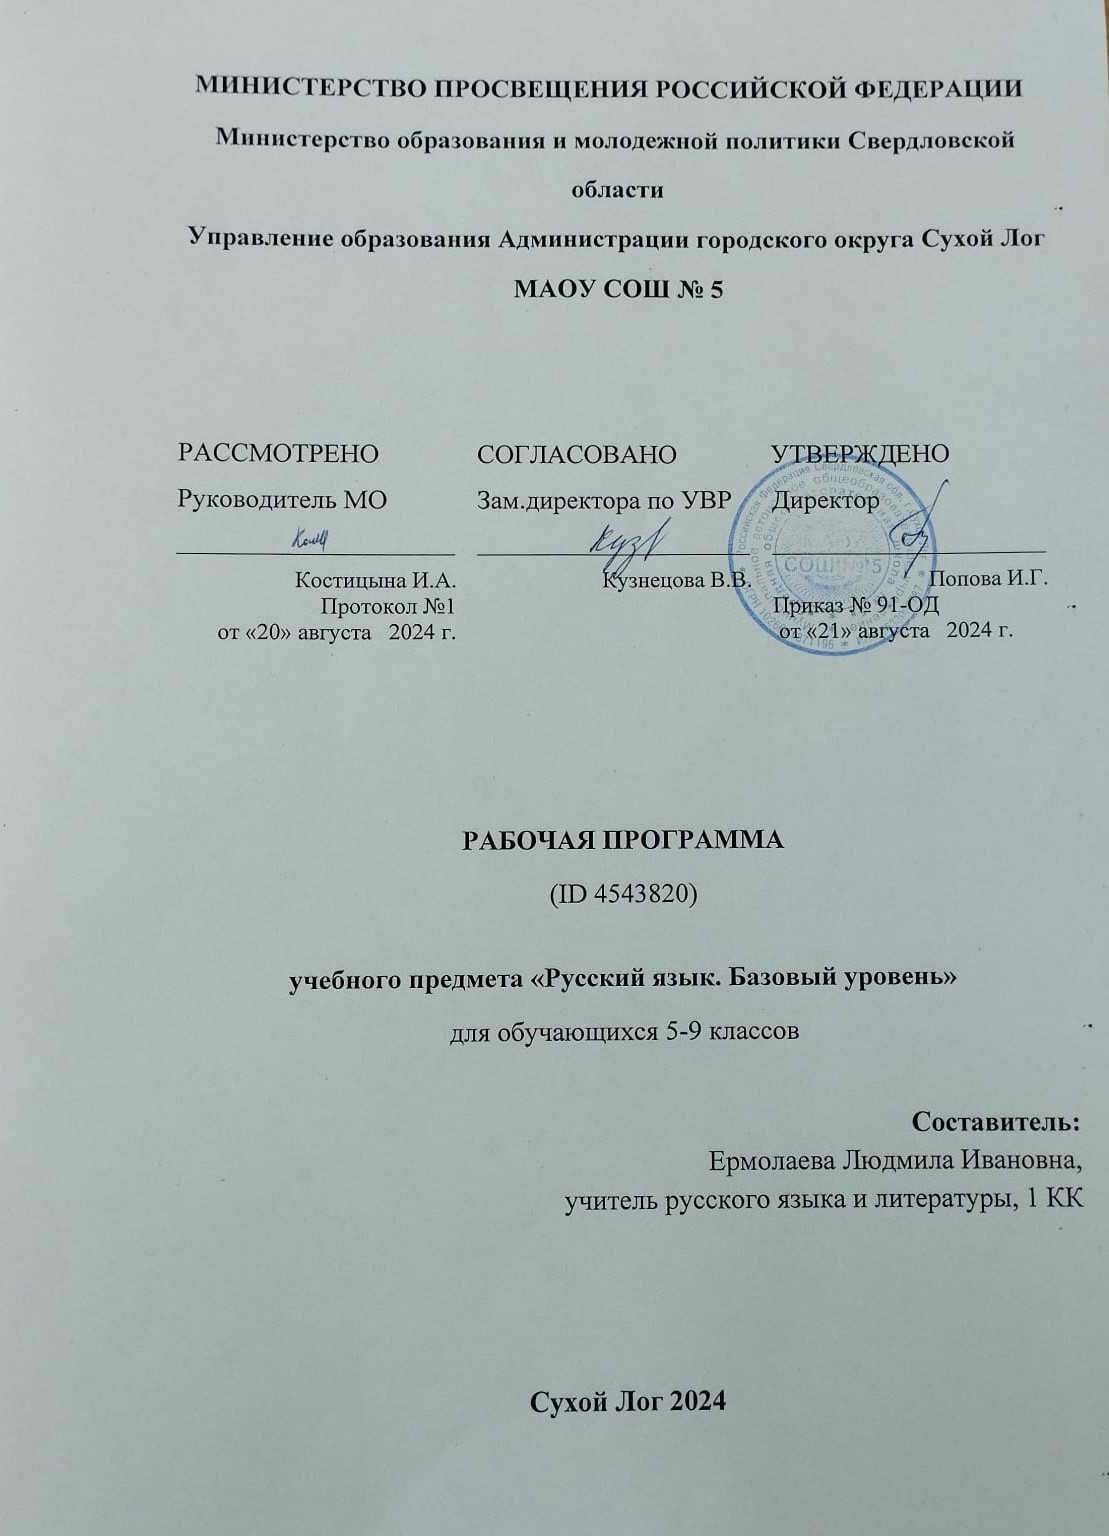 МИНИСТЕРСТВО ПРОСВЕЩЕНИЯ РОССИЙСКОЙ ФЕДЕРАЦИИ
Министерство образования и молодежной политики Свердловской
области
Управление образования Администрации городского округа Сухой Лог
МАОУ СОШ № 5
РАССМОТРЕНО СОГЛАСОВАНО УТВЕРЖДЕНО
Руководитель МО Зам.директора по УВР Директор
Костицына И.А. Кузнецова В.В. Попова И.Г.
Протокол №1 Приказ № 91-ОД
от «20» августа 2024 г. от «21» августа 2024 г.
СОШ № 5
РАБОЧАЯ ПРОГРАММА
(ID 4543820)
учебного предмета «Русский язык. Базовый уровень»
для обучающихся 5-9 классов
Составитель:
Ермолаева Людмила Ивановна,
учитель русского языка и литературы, 1 КК
Сухой Лог 2024